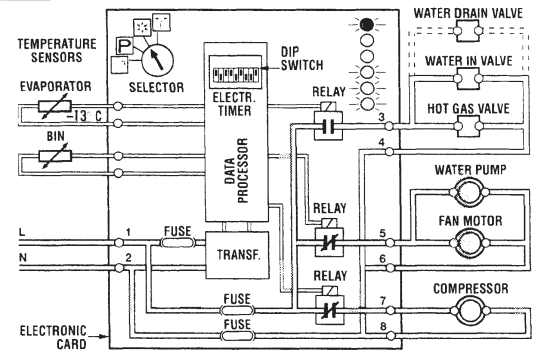 WATER DRAIN VALVE
TEMPERATURE
SENSORS
P
DIP
SWITCH
WATER IN VALVE
EVAPORATOR
SELECTOR
ELECTR.
TIMER
RELAY
HOT GAS VALVE
-13° C
3
BIN
4
DATA
PROCESSOR
WATER PUMP
RELAY
FAN MOTOR
L
1
FUSE
5
N
2
TRANSF.
6
RELAY
COMPRESSOR
FUSE
7
FUSE
8
ELECTRONIC
CARD